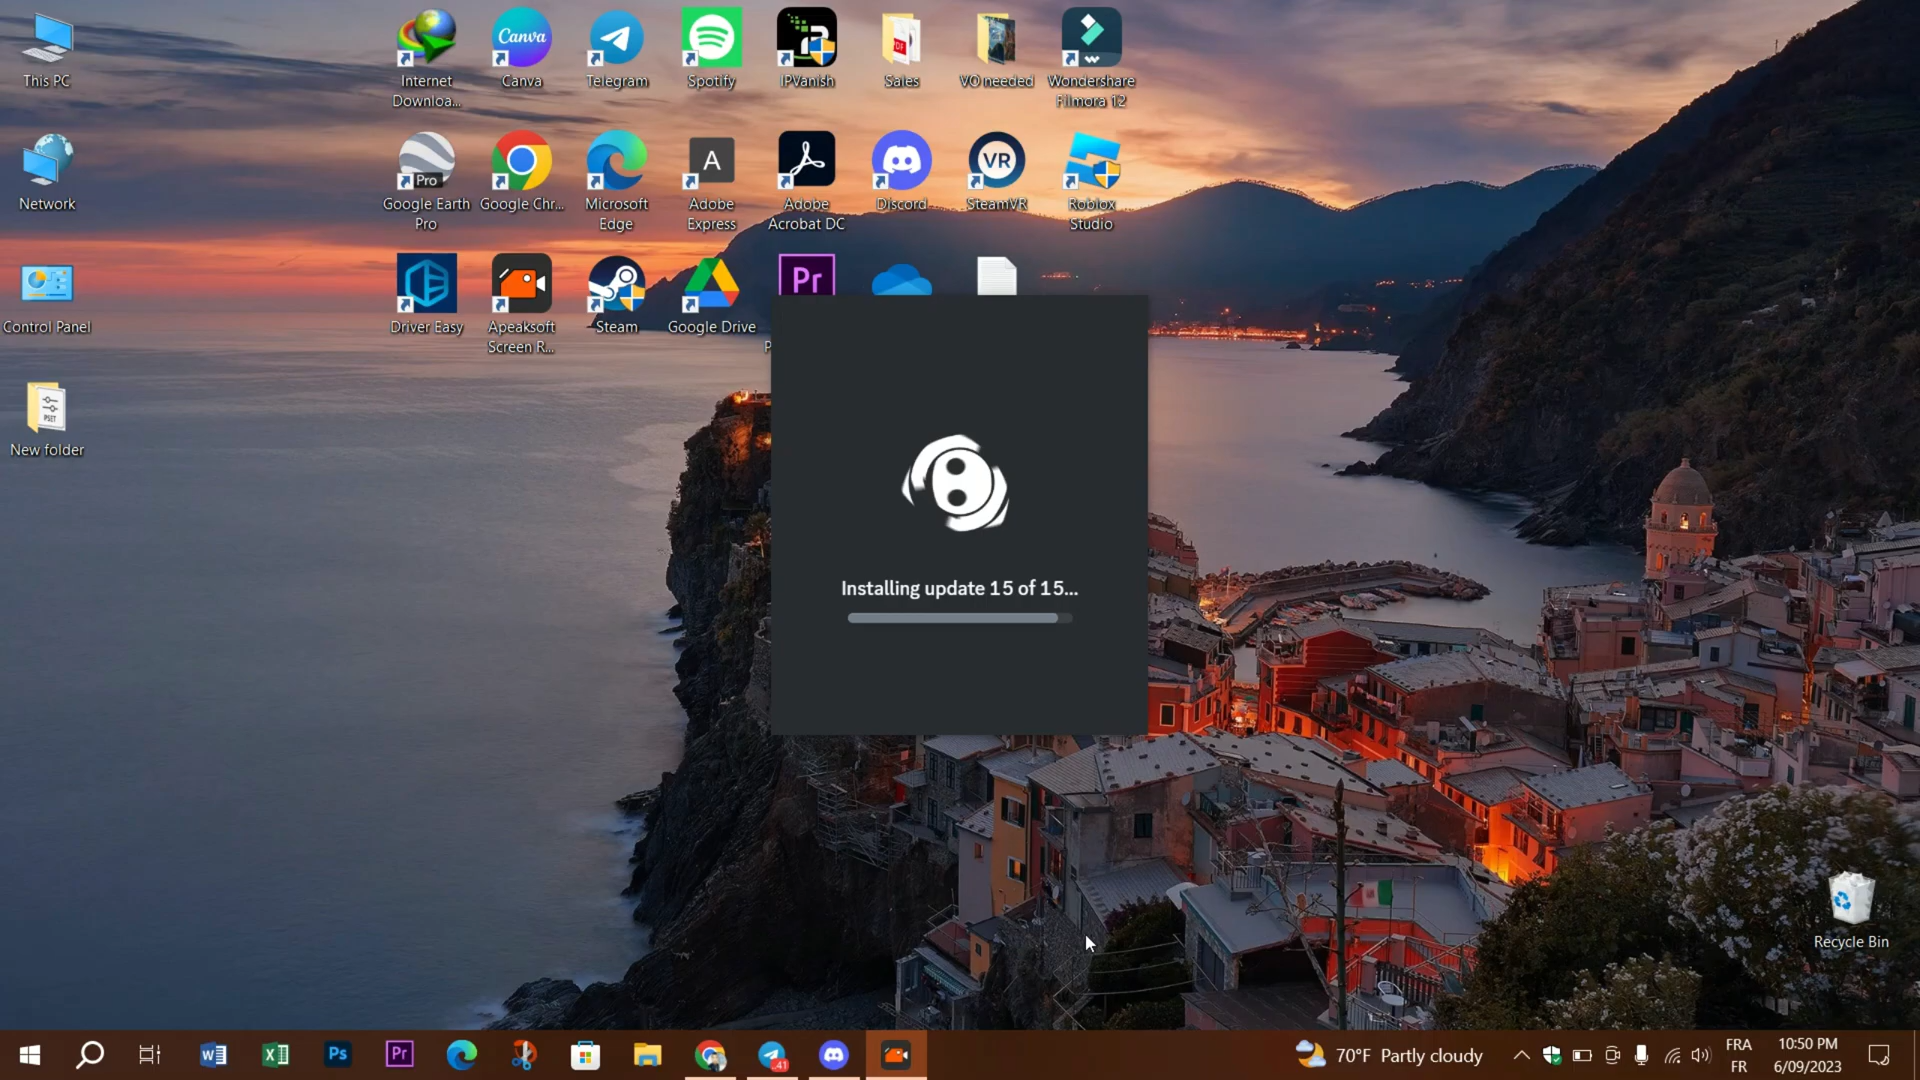 This PC
Internet
Downloa...
Canva
Canva
Telegram
Spotify
IPVanish
PDF
Sales
VO needed
Wondershare
Filmora 12
Network
Pro
Google Earth
Pro
Google Chr...
Microsoft
Edge
A
Adobe
Express
Adobe
Acrobat DC
Discord
VR
SteamVR
Roblox
Studio
Control Panel
Driver Easy
Apeaksoft
Screen R...
Steam
Google Drive
Pr
P
PSET
New folder
Installing update 15 of 15...
Recycle Bin
Ps
Pr
41
70°F Partly cloudy
FRA
FR
10:50 PM
6/09/2023